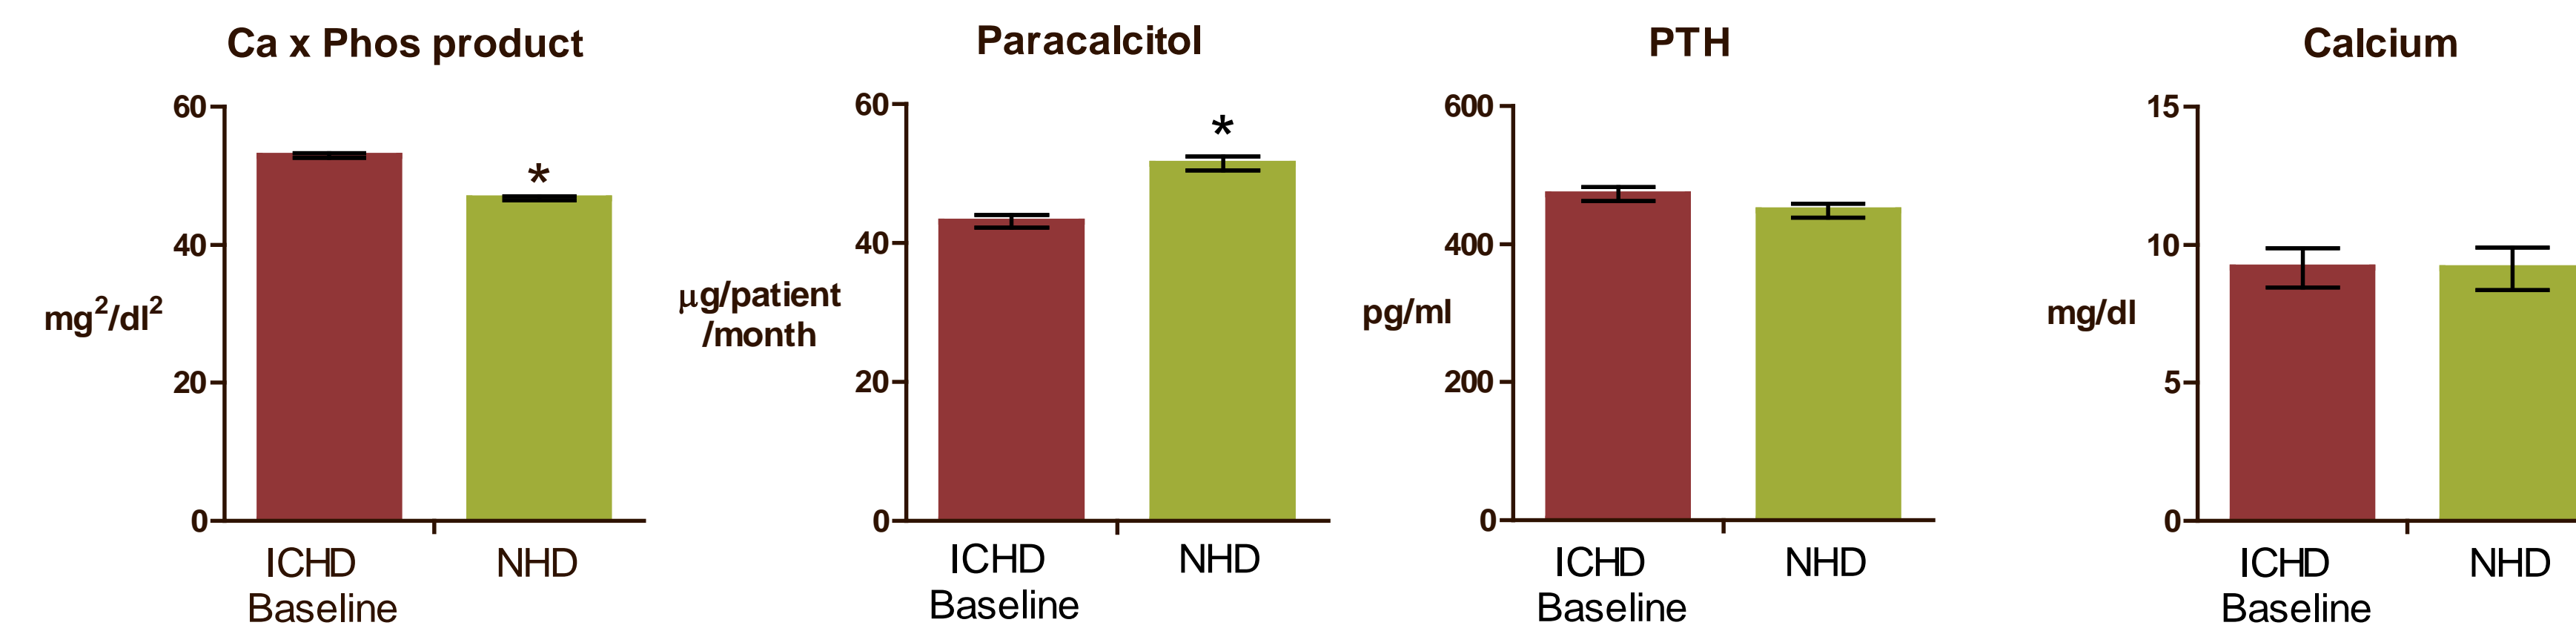 Ca x Phos product
60
40
20
0
mg²/dl²
ICHD
Baseline
NHD
*
Paracalcitol
60
40
20
0
μg/patient
/month
ICHD
Baseline
NHD
*
PTH
600
400
200
0
pg/ml
ICHD
Baseline
NHD
Calcium
15
10
5
0
mg/dl
ICHD
Baseline
NHD